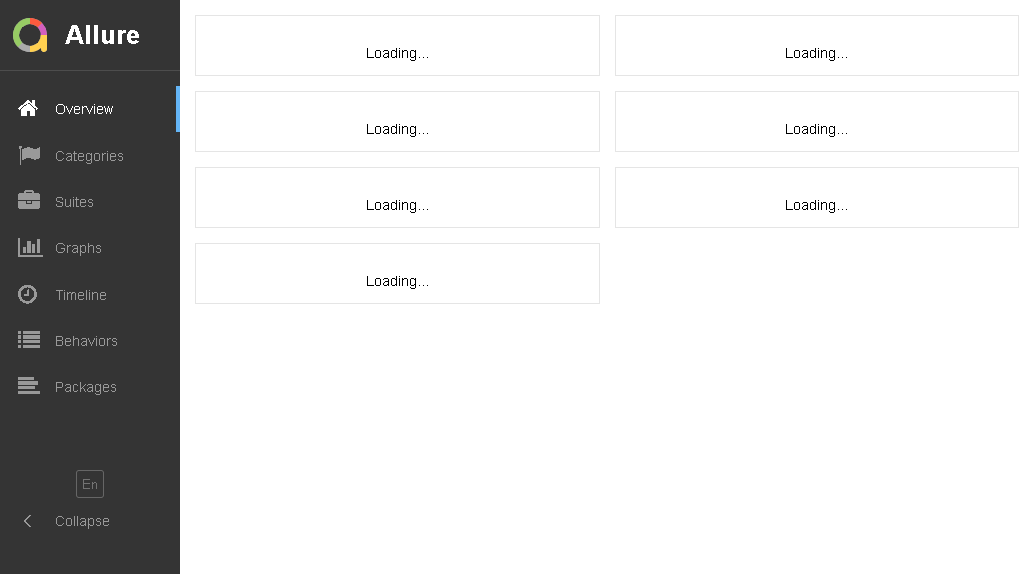 Allure
Overview
Categories
Suites
Graphs
Timeline
Behaviors
Packages
En
Collapse
Loading...
Loading...
Loading...
Loading...
Loading...
Loading...
Loading...